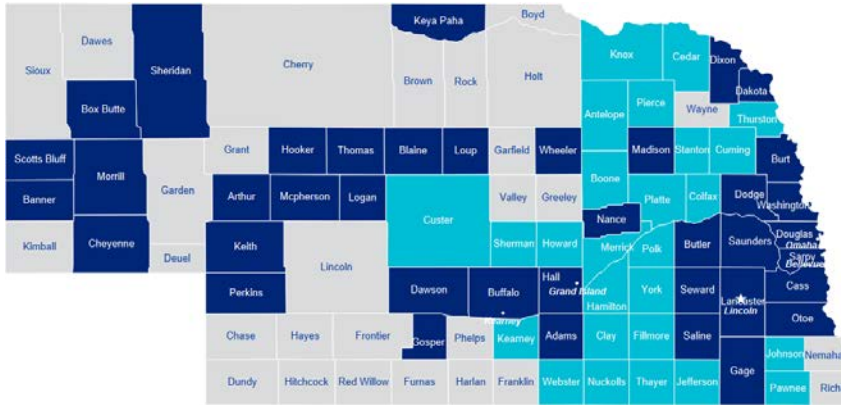 Sioux
Dawes
Sheridan
Box Butte
Cherry
Keya Paha
Boyd
Brown
Rock
Holt
Knox
Cedar
Dixon
Dakota
Antelope
Pierce
Wayne
Thurston
Scotts Bluff
Morrill
Grant
Hooker
Thomas
Blaine
Loup
Garfield
Wheeler
Madison
Stanton
Cuming
Burt
Banner
Garden
Arthur
Mcpherson
Logan
Custer
Valley
Greeley
Boone
Platte
Colfax
Dodge
Washington
Nance
Kimball
Cheyenne
Deuel
Keith
Lincoln
Sherman
Howard
Merrick
Polk
Butler
Saunders
Douglas
Omaha
Sarpy
Bellevue
Perkins
Dawson
Buffalo
Hall
Grand Island
Hamilton
York
Seward
Lancaster
Lincoln
Cass
Otoe
Kearney
Chase
Hayes
Frontier
Gosper
Phelps
Kearney
Adams
Clay
Fillmore
Saline
Gage
Johnson
Nemaha
Dundy
Hitchcock
Red Willow
Furnas
Harlan
Franklin
Webster
Nuckolls
Thayer
Jefferson
Pawnee
Rich